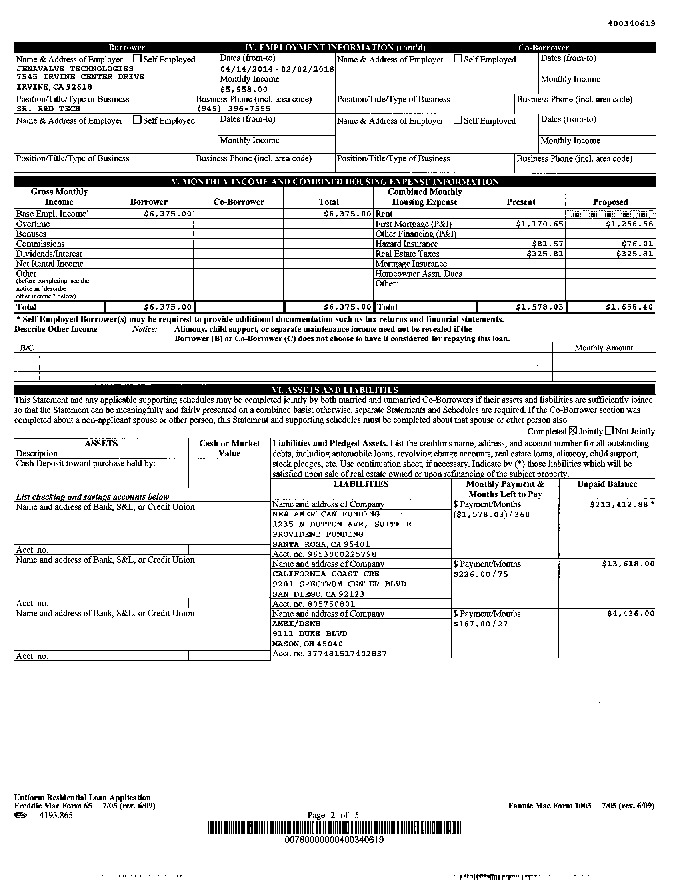 400340619
Borrower IV. EMPLOYMENT INFORMATION (cont'd) Co-Borrower
Name & Address of Employer Self Employed Dates (from-to) Name & Address of Employer Self Employed Dates (from-to)
JENAVALVE TECHNOLOGIES 04/14/2014 - 02/02/2018
7545 IRVINE CENTER DRIVE Monthly Income Monthly Income
IRVINE, CA 92618 $5,558.00
Position/Title/Type of Business Business Phone (incl. area code) Position/Title/Type of Business Business Phone (incl. area code)
SR. R&D TECH (949) 396-7555
Name & Address of Employer Self Employed Dates (from-to) Name & Address of Employer Self Employed Dates (from-to)
Monthly Income Monthly Income
Position/Title/Type of Business Business Phone (incl. area code) Position/Title/Type of Business Business Phone (incl. area code)
V. MONTHLY INCOME AND COMBINED HOUSING EXPENSE INFORMATION
Gross Monthly Income Borrower Co-Borrower Total Combined Monthly Housing Expense Present Proposed
Base Empl. Income* $6,375.00 $6,375.00 Rent
Overtime First Mortgage (P&I) $1,170.65 $1,256.56
Bonuses Other Financing (P&I)
Commissions Hazard Insurance $81.57 $76.01
Dividends/Interest Real Estate Taxes $325.81 $325.81
Net Rental Income Mortgage Insurance
Other Homeowner Assn. Dues
(before completing, see the notice in "describe other income," below) Other:
Total $6,375.00 $6,375.00 Total $1,578.03 $1,658.40
* Self Employed Borrower(s) may be required to provide additional documentation such as tax returns and financial statements.
Describe Other Income Notice: Alimony, child support, or separate maintenance income need not be revealed if the
Borrower (B) or Co-Borrower (C) does not choose to have it considered for repaying this loan.
B/C Monthly Amount
VI. ASSETS AND LIABILITIES
This Statement and any applicable supporting schedules may be completed jointly by both married and unmarried Co-Borrowers if their assets and liabilities are sufficiently joined
so that the Statement can be meaningfully and fairly presented on a combined basis; otherwise, separate Statements and Schedules are required. If the Co-Borrower section was
completed about a non-applicant spouse or other person, this Statement and supporting schedules must be completed about that spouse or other person also.
Completed Jointly Not Jointly
ASSETS Cash or Market Value
Description
Cash Deposit toward purchase held by:
Liabilities and Pledged Assets. List the creditor's name, address, and account number for all outstanding
debts, including automobile loans, revolving charge accounts, real estate loans, alimony, child support,
stock pledges, etc. Use continuation sheet, if necessary. Indicate by (*) those liabilities which will be
satisfied upon sale of real estate owned or upon refinancing of the subject property.
LIABILITIES Monthly Payment & Months Left to Pay Unpaid Balance
List checking and savings accounts below
Name and address of Bank, S&L, or Credit Union Name and address of Company $ Payment/Months $213,412.88 *
NEW AMERICAN FUNDING ($1,578.03)/260
1235 N DUTTON AVE, SUITE E
PROVIDENT FUNDING
SANTA ROSA, CA 95401
Acct. no. Acct. no.
Name and address of Bank, S&L, or Credit Union Name and address of Company $ Payment/Months $13,618.00
CALIFORNIA COAST CRE $226.00/75
9201 SPECTRUM CENTER BLVD
SAN DIEGO, CA 92123
Acct. no. Acct. no. 805750801
Name and address of Bank, S&L, or Credit Union Name and address of Company $ Payment/Months $4,426.00
AMEX/DSNB $167.00/27
9111 DUKE BLVD
MASON, OH 45040
Acct. no. Acct. no.
Uniform Residential Loan Application
Freddie Mac Form 65 7/05 (rev. 6/09) Fannie Mae Form 1003 7/05 (rev. 6/09)
4193.865 Page 2 of 5